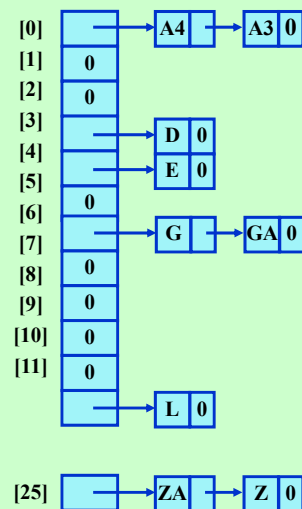 [0] A4 A3 0
[1] 0
[2] 0
[3] D 0
[4] E 0
[5] 0
[6] G GA 0
[7] 0
[8] 0
[9] 0
[10] 0
[11] L 0
[25] ZA Z 0